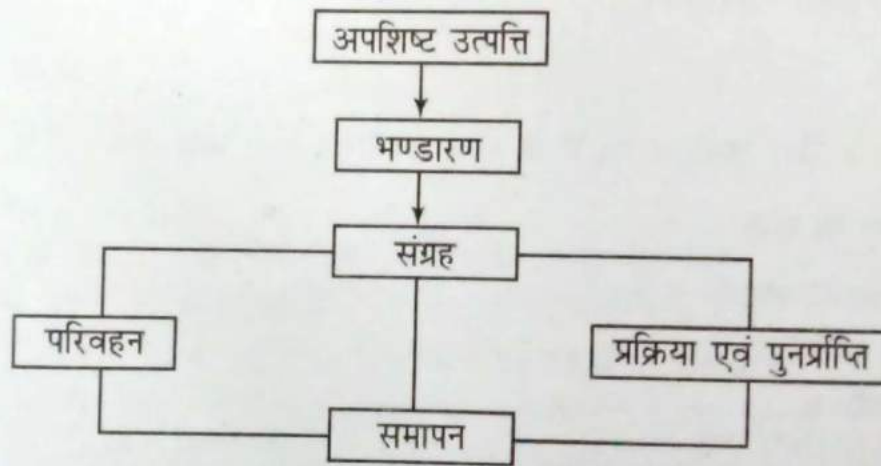 अपशिष्ट उत्पत्ति
भण्डारण
संग्रह
परिवहन
प्रक्रिया एवं पुनर्प्राप्ति
समापन